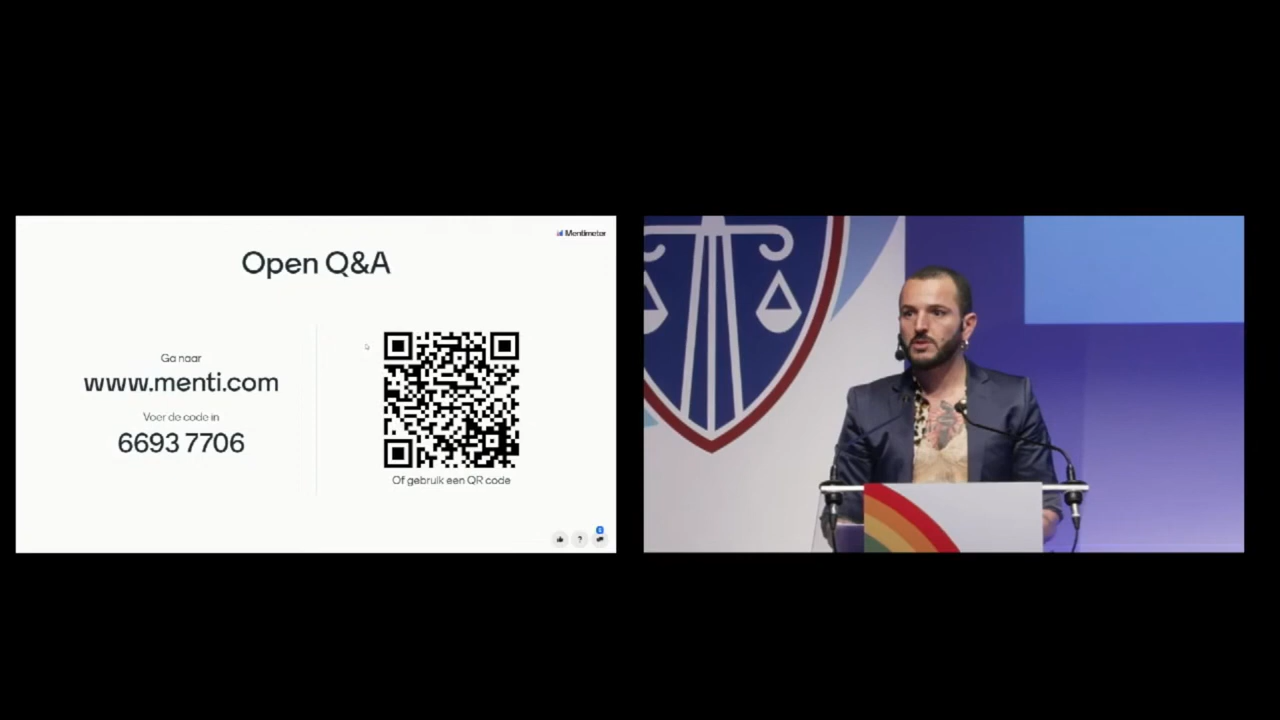 Mentimeter
Open Q&A
Ga naar
www.menti.com
Voer de code in
6693 7706
Of gebruik een QR code
?